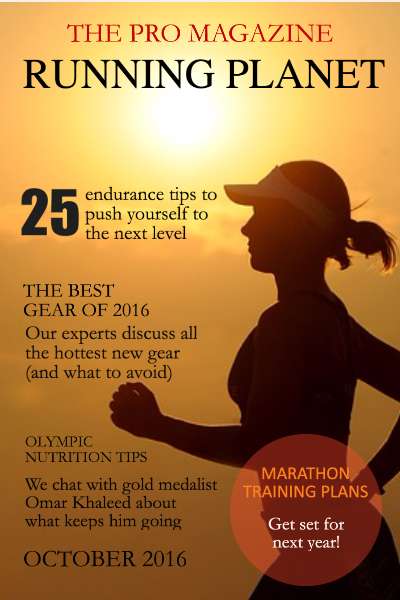 THE PRO MAGAZINE
RUNNING PLANET
25
endurance tips to
push yourself to
the next level
THE BEST
GEAR OF 2016
Our experts discuss all
the hottest new gear
(and what to avoid)
OLYMPIC
NUTRITION TIPS
We chat with gold medalist
Omar Khaleed about
what keeps him going
MARATHON
TRAINING PLANS
Get set for
next year!
OCTOBER 2016